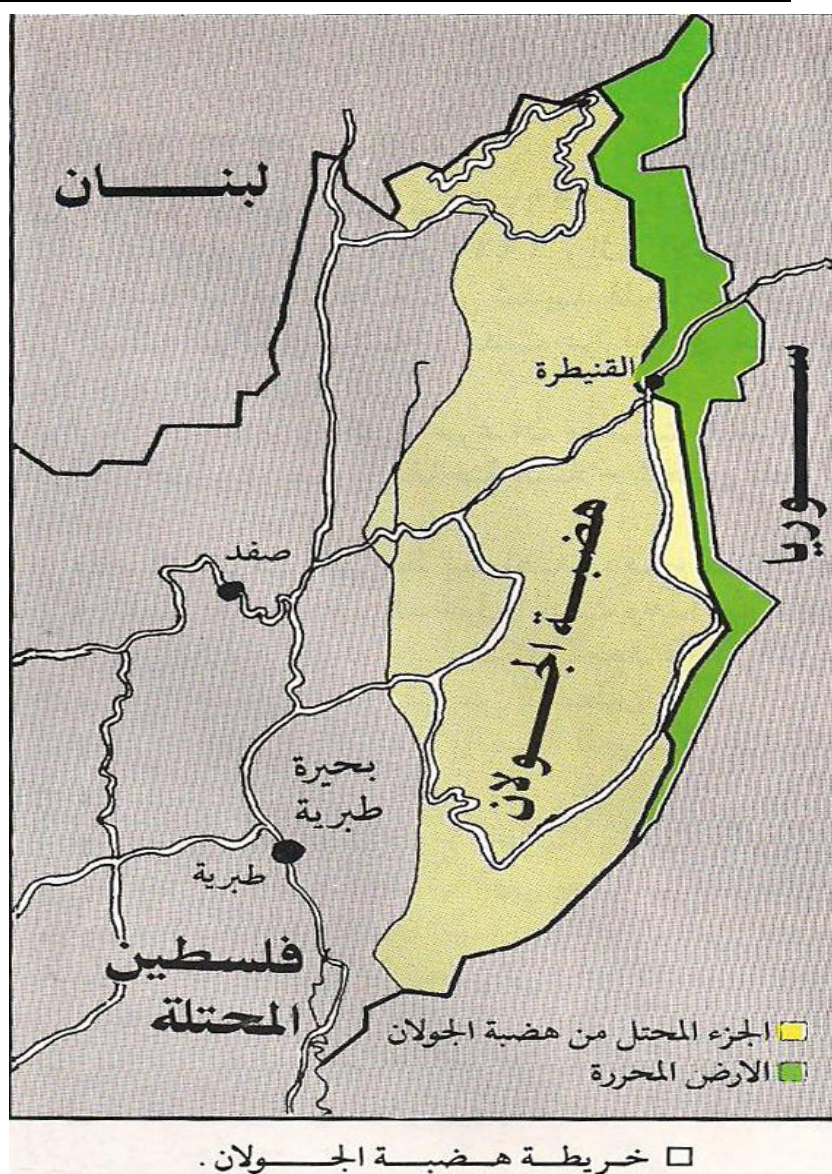 لبنان
سوريا
القنيطرة
هضبة الجولان
صفد
بحيرة
طبرية
طبرية
فلسطين
المحتلة
الجزء المحتل من هضبة الجولان
الارض المحررة
خريطة هضبة الجولان.